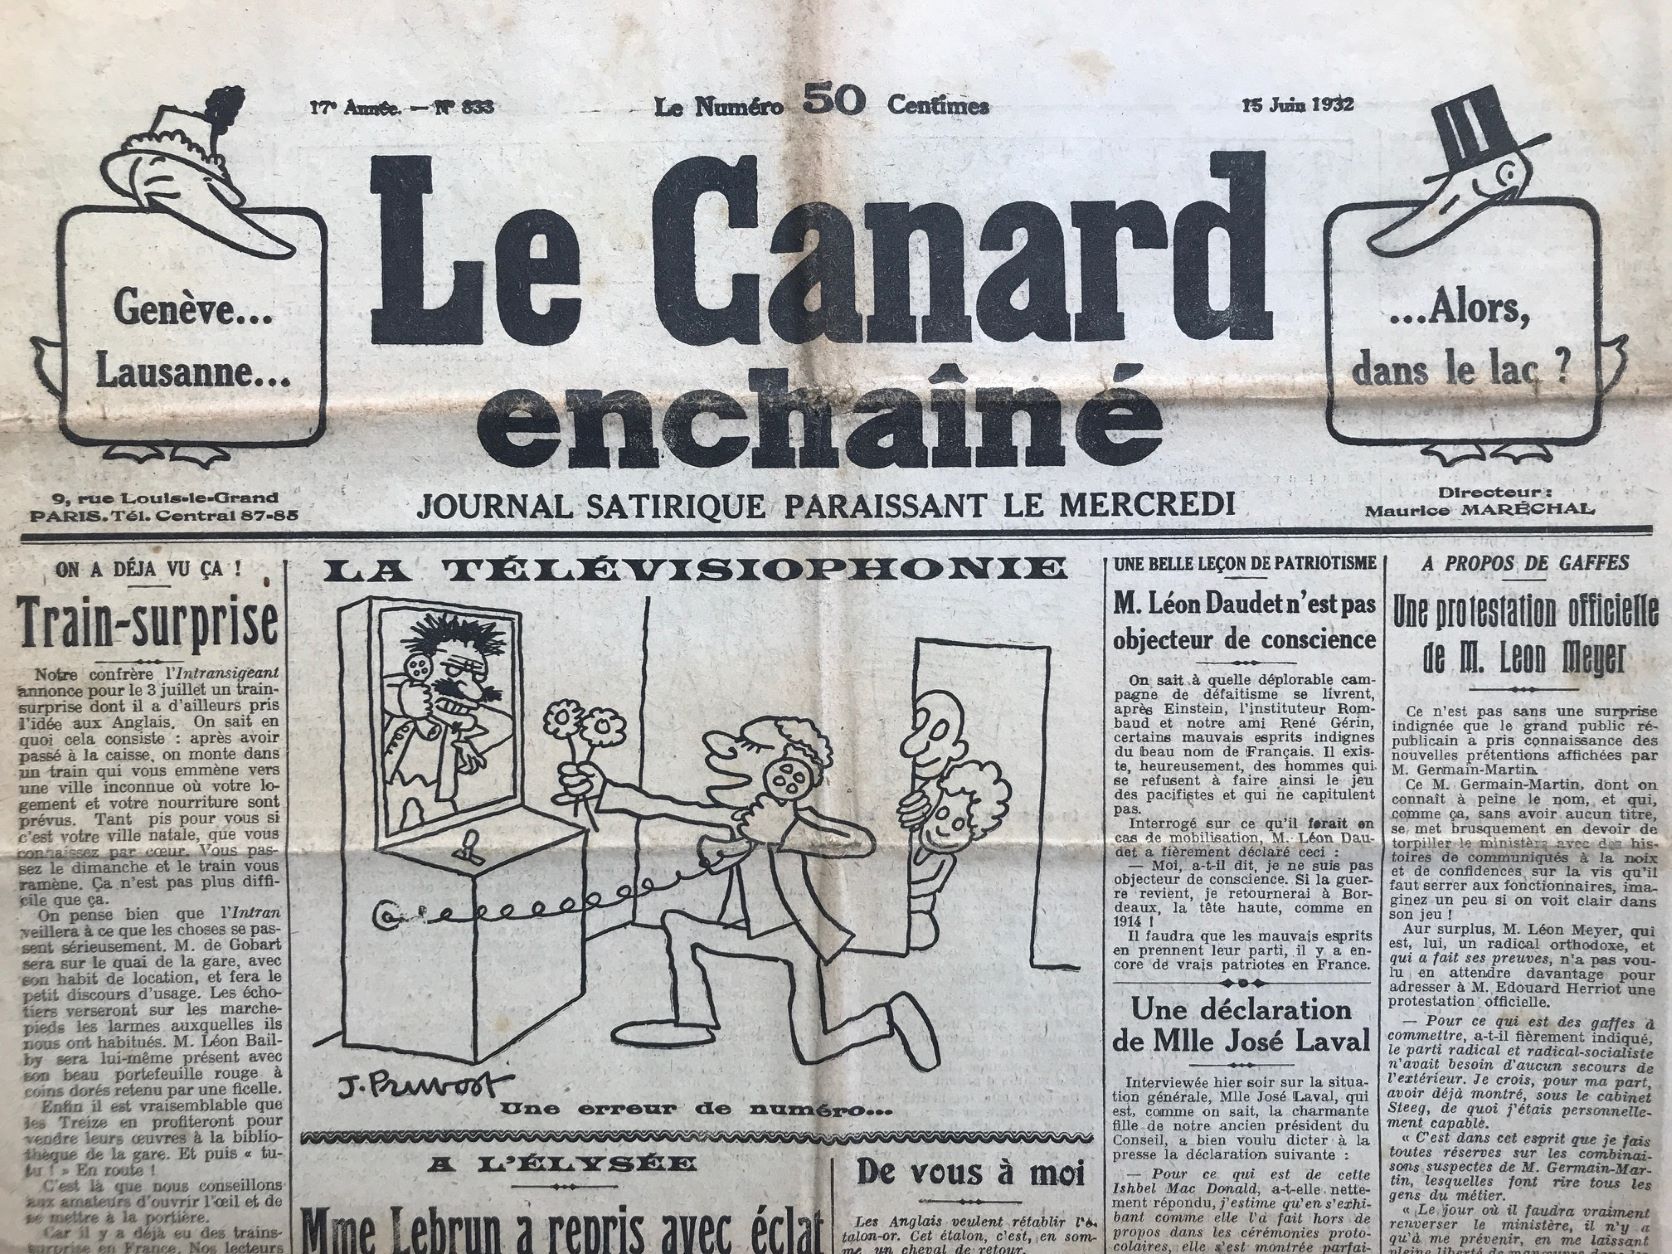 17e Année. — N° 833
Le Numéro 50 Centimes
15 Juin 1932
Le Canard
enchaîné
Genève...
Lausanne...
...Alors,
dans le lac ?
9, rue Louis-le-Grand
PARIS. Tél. Central 87-85
JOURNAL SATIRIQUE PARAISSANT LE MERCREDI
Directeur :
Maurice MARÉCHAL
ON A DÉJA VU ÇA !
Train-surprise
Notre confrère l'Intransigeant
annonce pour le 3 juillet un train-
surprise dont il a d'ailleurs pris
l'idée aux Anglais. On sait en
quoi cela consiste : après avoir
passé à la caisse, on monte dans
un train qui vous emmène vers
une ville inconnue où votre lo-
gement et votre nourriture sont
prévus. Tant pis pour vous si
c'est votre ville natale, que vous
connaissez par cœur. Vous pas-
sez le dimanche et le train vous
ramène. Ça n'est pas plus diffi-
cile que ça.
On pense bien que l'Intran
veillera à ce que les choses se pas-
sent sérieusement. M. de Gobart
sera sur le quai de la gare, avec
son habit de location, et fera le
petit discours d'usage. Les écho-
tiers verseront sur les marche-
pieds les larmes auxquelles ils
nous ont habitués. M. Léon Bail-
by sera lui-même présent avec
son beau portefeuille rouge à
coins dorés retenu par une ficelle.
Enfin il est vraisemblable que
les Treize en profiteront pour
vendre leurs œuvres à la biblio-
thèque de la gare. Et puis « tu-
tu ! » En route !
C'est là que nous conseillons
aux amateurs d'ouvrir l'œil et de
se mettre à la portière.
Car il y a déjà eu des trains-
surprise en France. Nos lecteurs
LA TÉLÉVISIOPHONIE
J. Pruvost
Une erreur de numéro...
A L'ÉLYSÉE
Mme Lebrun a repris avec éclat
De vous à moi
Les Anglais veulent rétablir l'é-
talon-or. Cet étalon, c'est, en som-
me un cheval de retour.
UNE BELLE LEÇON DE PATRIOTISME
M. Léon Daudet n'est pas
objecteur de conscience
On sait à quelle déplorable cam-
pagne de défaitisme se livrent,
après Einstein, l'instituteur Rom-
baud et notre ami René Gérin,
certains mauvais esprits indignes
du beau nom de Français. Il exis-
te, heureusement, des hommes qui
se refusent à faire ainsi le jeu
des pacifistes et qui ne capitulent
pas.
Interrogé sur ce qu'il ferait en
cas de mobilisation, M. Léon Dau-
det a fièrement déclaré ceci :
— Moi, a-t-il dit, je ne suis pas
objecteur de conscience. Si la guer-
re revient, je retournerai à Bor-
deaux, la tête haute, comme en
1914 !
Il faudra que les mauvais esprits
en prennent leur parti, il y a en-
core de vrais patriotes en France.
Une déclaration
de Mlle José Laval
Interviewée hier soir sur la situa-
tion générale, Mlle José Laval, qui
est, comme on sait, la charmante
fille de notre ancien président du
Conseil, a bien voulu dicter à la
presse la déclaration suivante :
— Pour ce qui est de cette
Ishbel Mac Donald, a-t-elle nette-
ment répondu, j'estime qu'en s'exhi-
bant comme elle l'a fait hors de
propos dans les cérémonies proto-
colaires, elle s'est montrée parfai-
A PROPOS DE GAFFES
Une protestation officielle
de M. Leon Meyer
Ce n'est pas sans une surprise
indignée que le grand public ré-
publicain a pris connaissance des
nouvelles prétentions affichées par
M. Germain-Martin.
Ce M. Germain-Martin, dont on
connaît à peine le nom, et qui,
comme ça, sans avoir aucun titre,
se met brusquement en devoir de
torpiller le ministère avec des his-
toires de communiqués à la noix
et de confidences sur la vis qu'il
faut serrer aux fonctionnaires, ima-
ginez un peu si on voit clair dans
son jeu !
Aur surplus, M. Léon Meyer, qui
est, lui, un radical orthodoxe, et
qui a fait ses preuves, n'a pas vou-
lu en attendre davantage pour
adresser à M. Edouard Herriot une
protestation officielle.
— Pour ce qui est des gaffes à
commettre, a-t-il fièrement indiqué,
le parti radical et radical-socialiste
n'avait besoin d'aucun secours de
l'extérieur. Je crois, pour ma part,
avoir déjà montré, sous le cabinet
Steeg, de quoi j'étais personnelle-
ment capable.
« C'est dans cet esprit que je fais
toutes réserves sur les combinai-
sons suspectes de M. Germain-Mar-
tin, lesquelles font rire tous les
gens du métier.
« Le jour où il faudra vraiment
renverser le ministère, il n'y a
qu'à me prévenir, en me laissant
pleine liberté de manœuvre